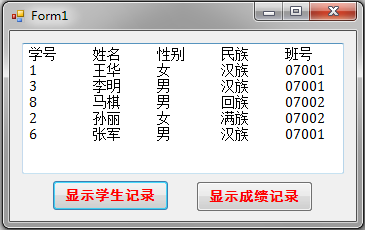 Form1
学号 姓名 性别 民族 班号
1 王华 女 汉族 07001
3 李明 男 汉族 07001
8 马棋 男 回族 07002
2 孙丽 女 满族 07002
6 张军 男 汉族 07001
显示学生记录 显示成绩记录